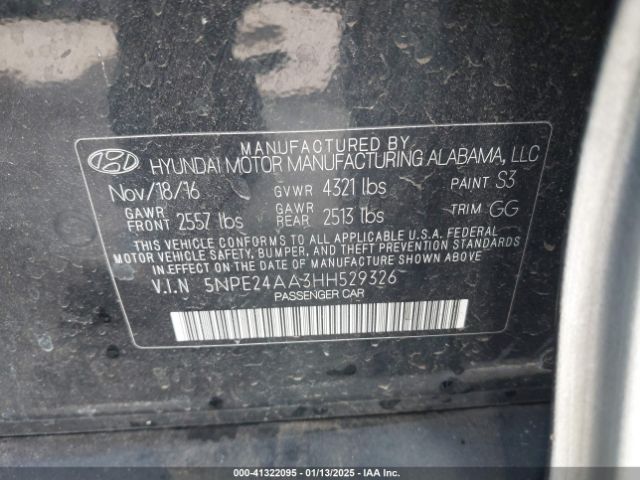 MANUFACTURED BY
HYUNDAI MOTOR MANUFACTURING ALABAMA, LLC
Nov/18/16 GVWR 4321 lbs PAINT S3
GAWR FRONT 2557 lbs GAWR REAR 2513 lbs TRIM GG
THIS VEHICLE CONFORMS TO ALL APPLICABLE U.S.A. FEDERAL
MOTOR VEHICLE SAFETY, BUMPER, AND THEFT PREVENTION STANDARDS
IN EFFECT ON THE DATE OF MANUFACTURE SHOWN ABOVE.
V.I.N 5NPE24AA3HH529326
PASSENGER CAR
000-41322095 - 01/13/2025 - IAA Inc.